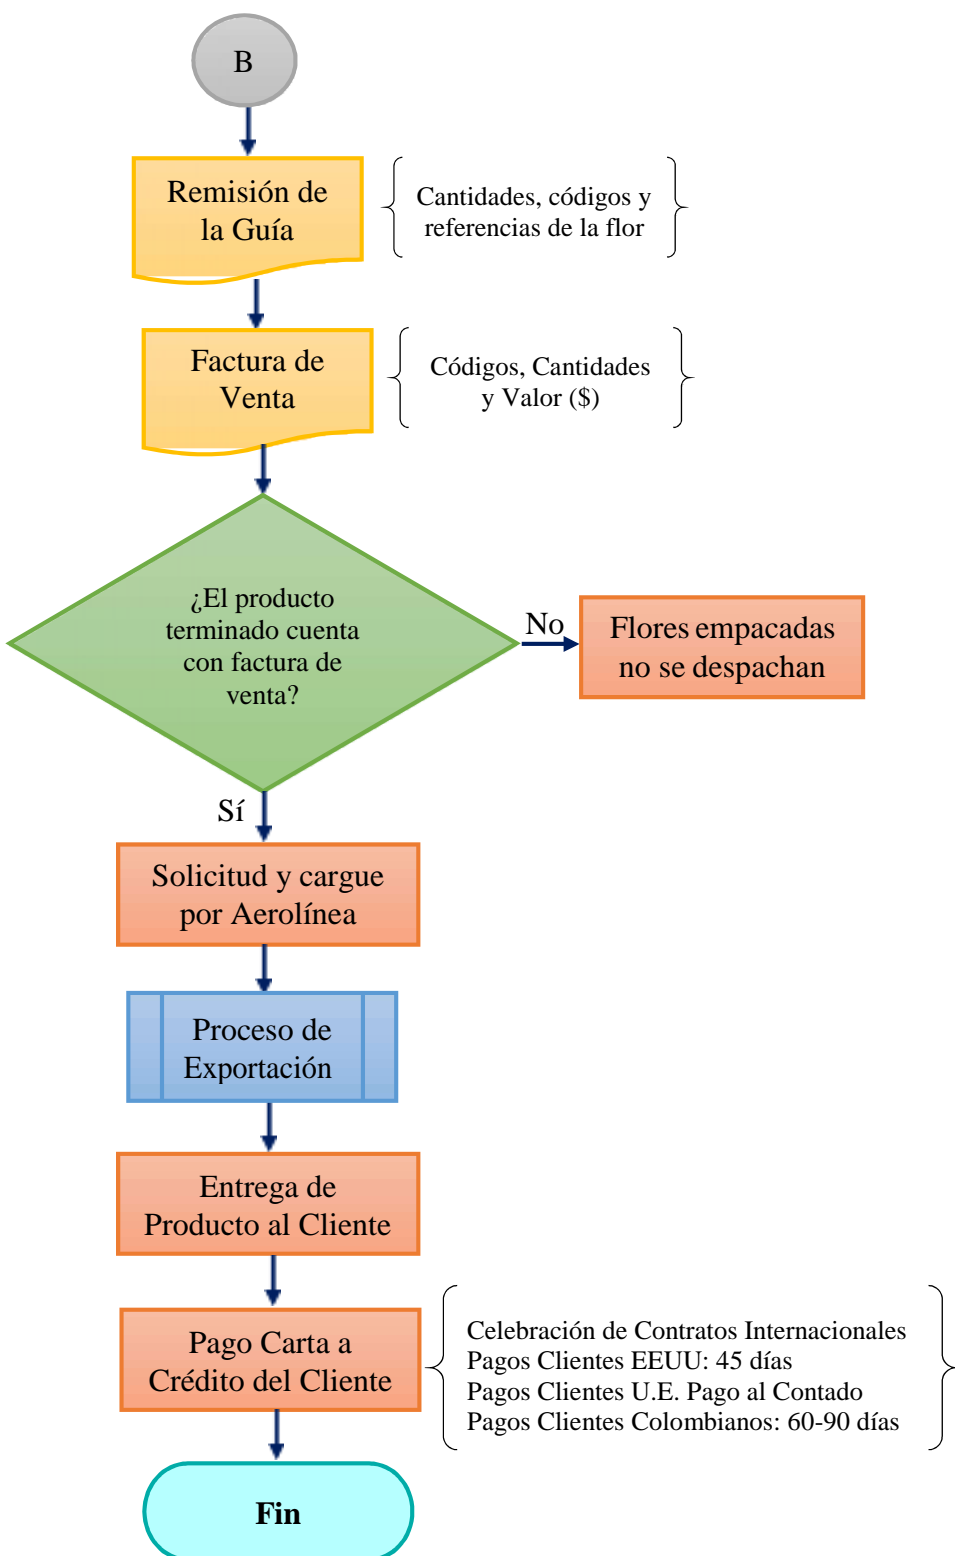 B
Remisión de
la Guía
Cantidades, códigos y
referencias de la flor
Factura de
Venta
Códigos, Cantidades
y Valor ($)
¿El producto
terminado cuenta
con factura de
venta?
No
Flores empacadas
no se despachan
Sí
Solicitud y cargue
por Aerolínea
Proceso de
Exportación
Entrega de
Producto al Cliente
Pago Carta a
Crédito del Cliente
Celebración de Contratos Internacionales
Pagos Clientes EEUU: 45 días
Pagos Clientes U.E. Pago al Contado
Pagos Clientes Colombianos: 60-90 días
Fin